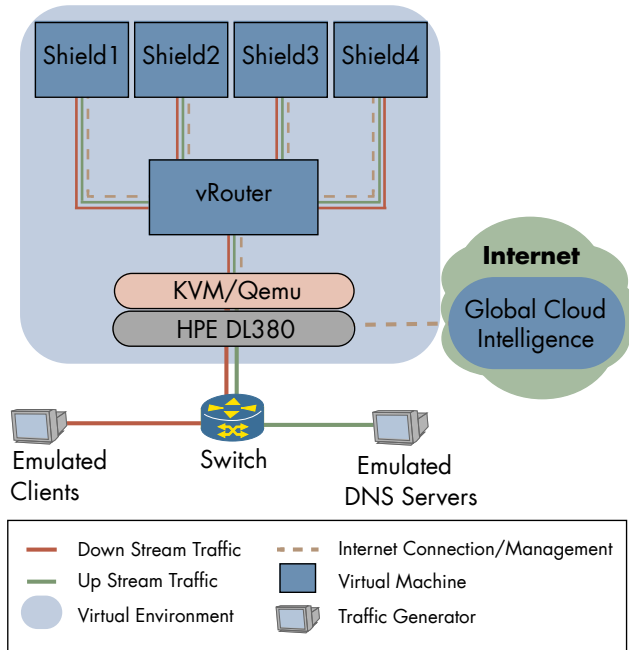 Shield1
Shield2
Shield3
Shield4
vRouter
KVM/Qemu
HPE DL380
Internet
Global Cloud
Intelligence
Switch
Emulated
Clients
Emulated
DNS Servers
Down Stream Traffic
Internet Connection/Management
Up Stream Traffic
Virtual Machine
Virtual Environment
Traffic Generator